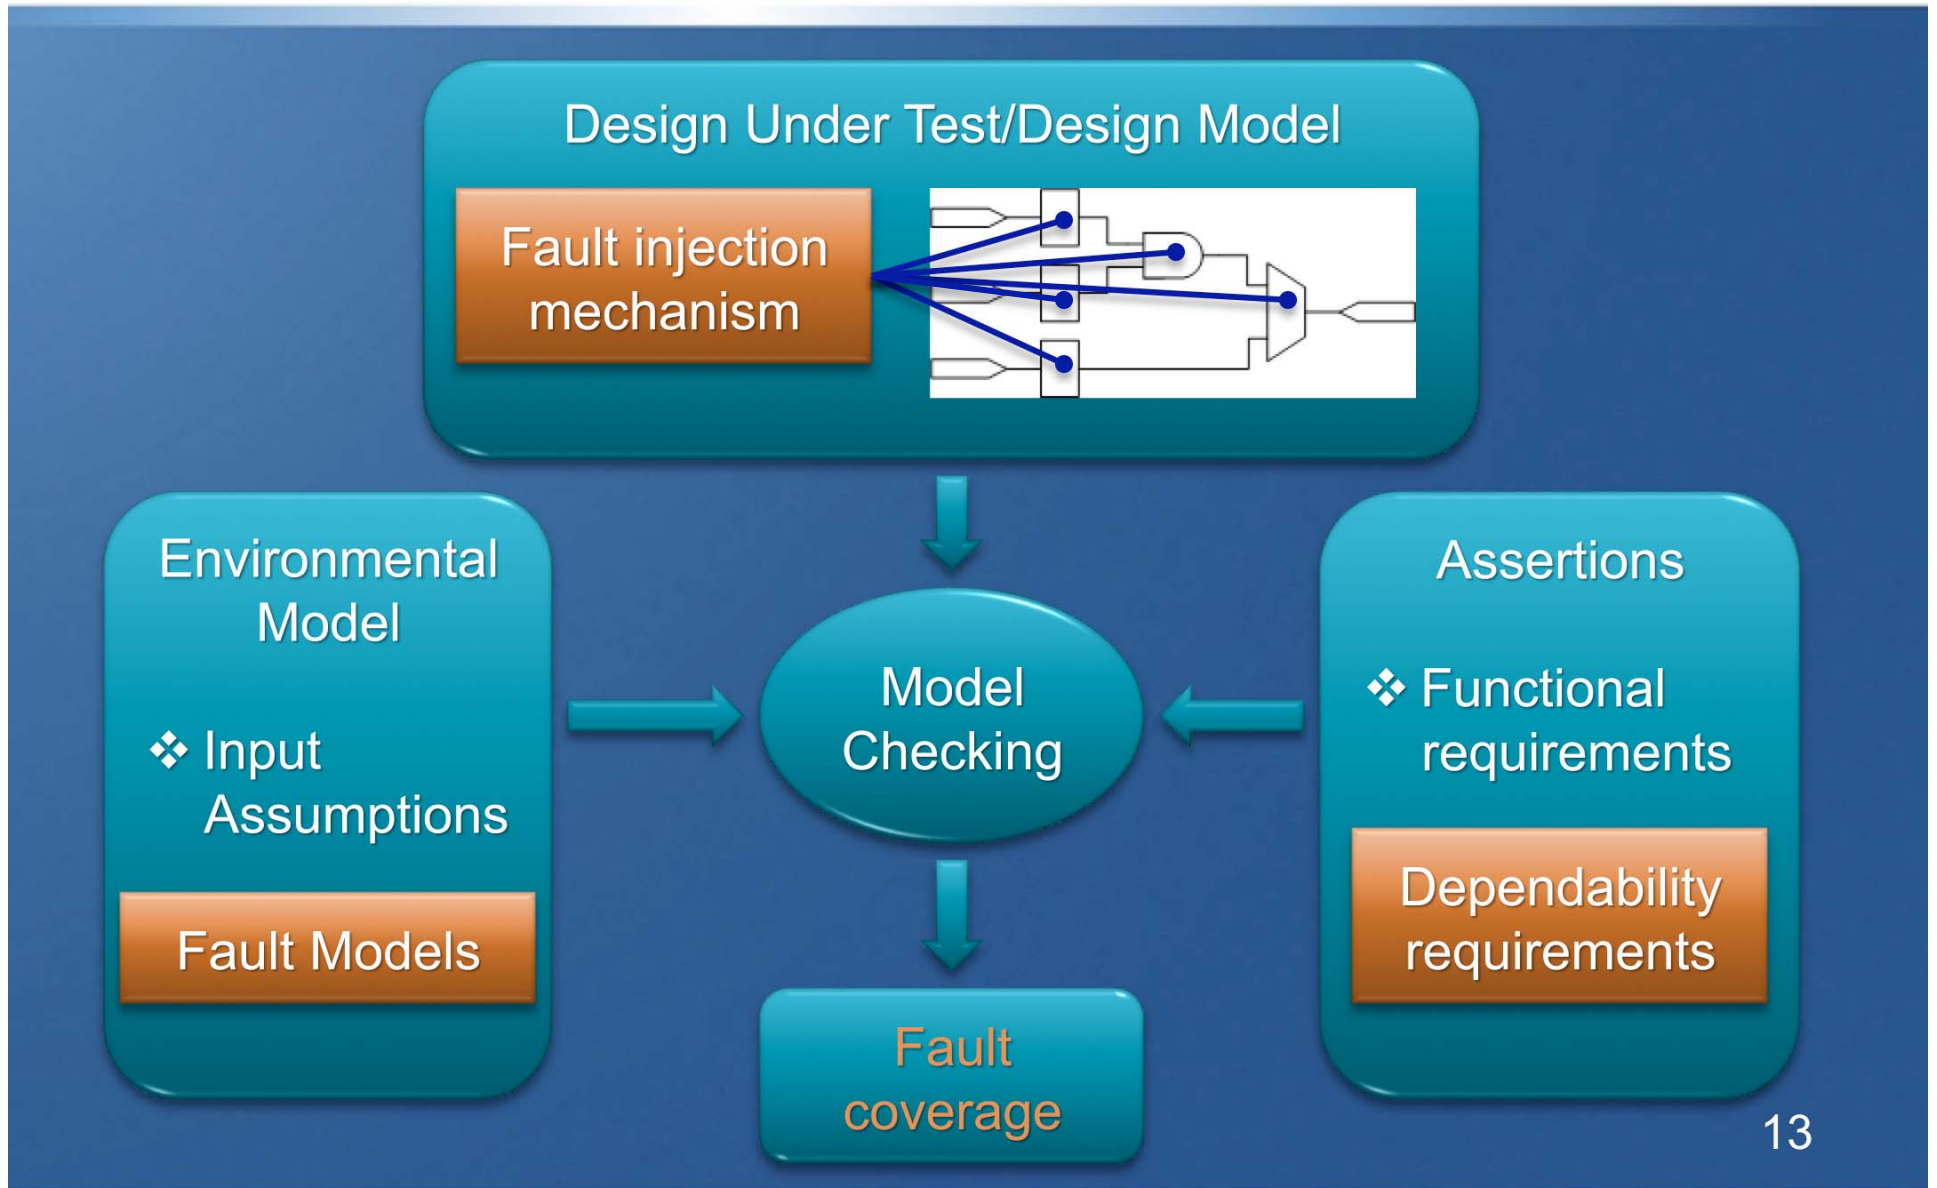 Design Under Test/Design Model
Fault injection
mechanism
Environmental
Model
❖ Input
Assumptions
Fault Models
Model
Checking
Assertions
❖ Functional
requirements
Dependability
requirements
Fault
coverage
13